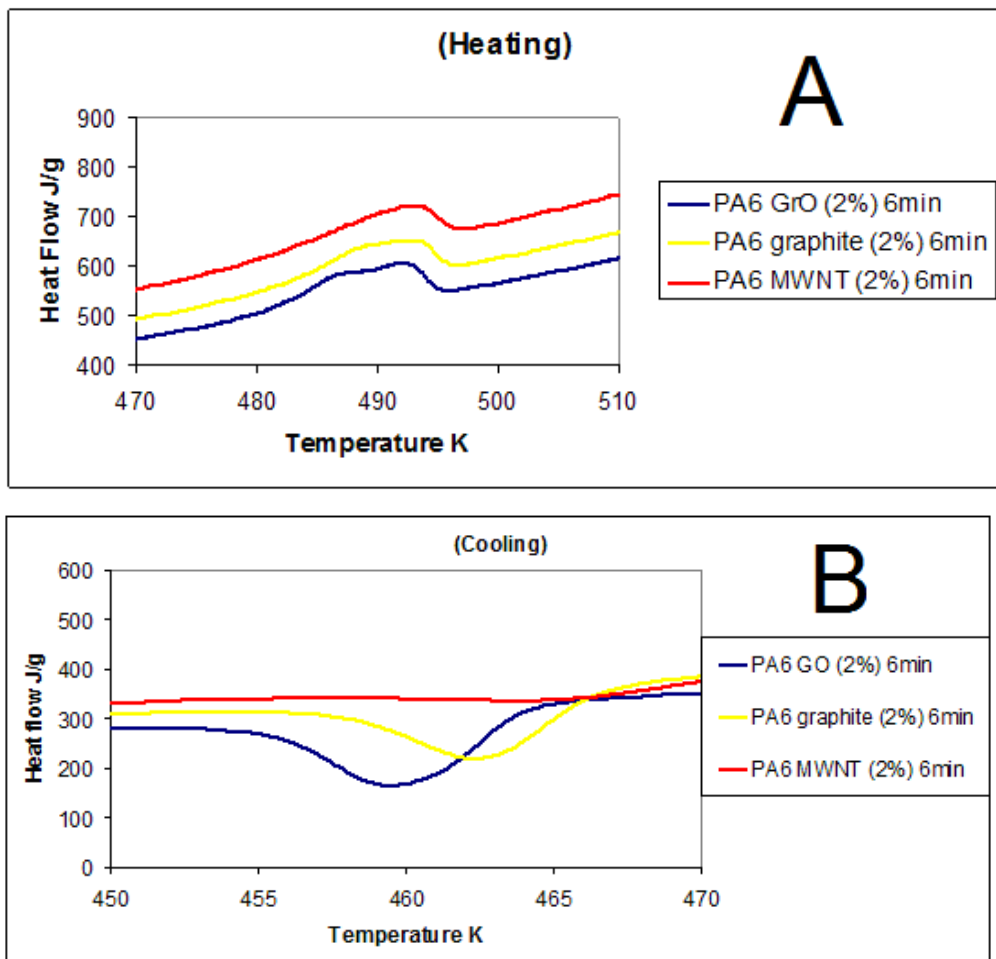 (Heating)
A
Heat Flow J/g
900
800
700
600
500
400
470 480 490 500 510
Temperature K
PA6 GrO (2%) 6min
PA6 graphite (2%) 6min
PA6 MWNT (2%) 6min
(Cooling)
B
Heat flow J/g
600
500
400
300
200
100
0
450 455 460 465 470
Temperature K
PA6 GO (2%) 6min
PA6 graphite (2%) 6min
PA6 MWNT (2%) 6min